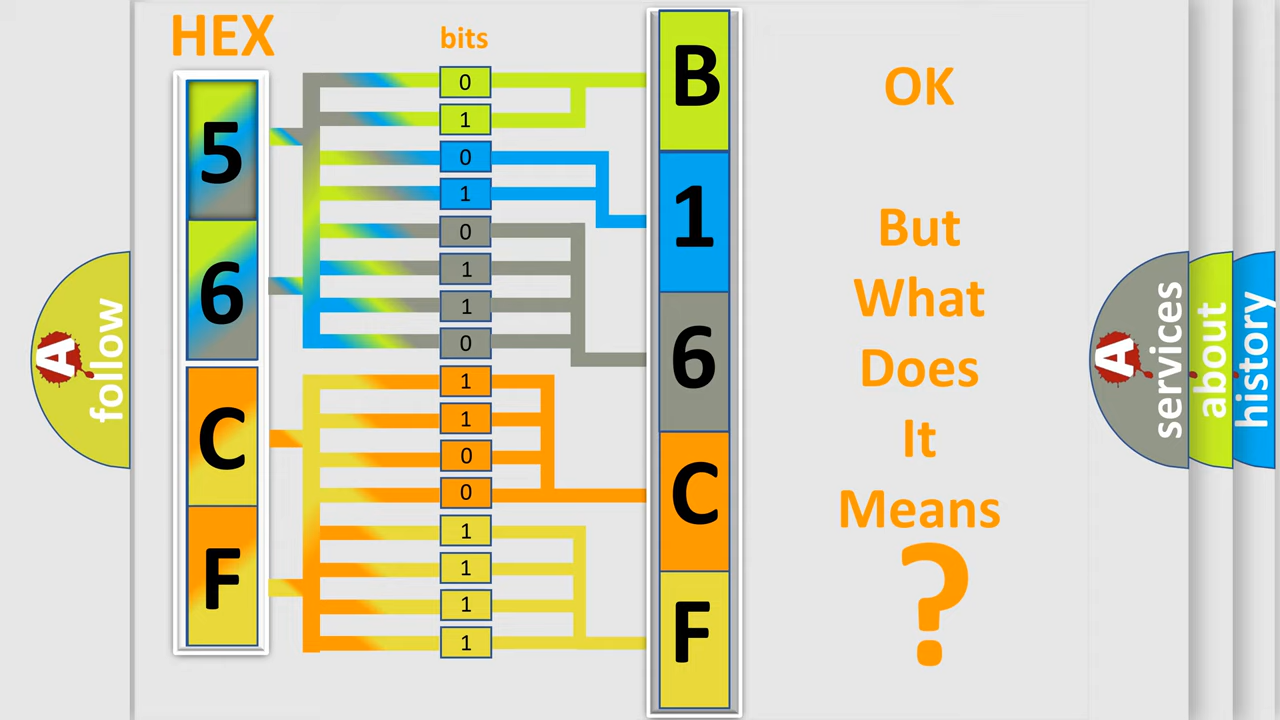 HEX
bits
5
6
C
F
0
1
0
1
0
1
1
0
1
1
0
0
1
1
1
1
B
1
6
C
F
OK
But
What
Does
It
Means
?
A follow
A services
about
history